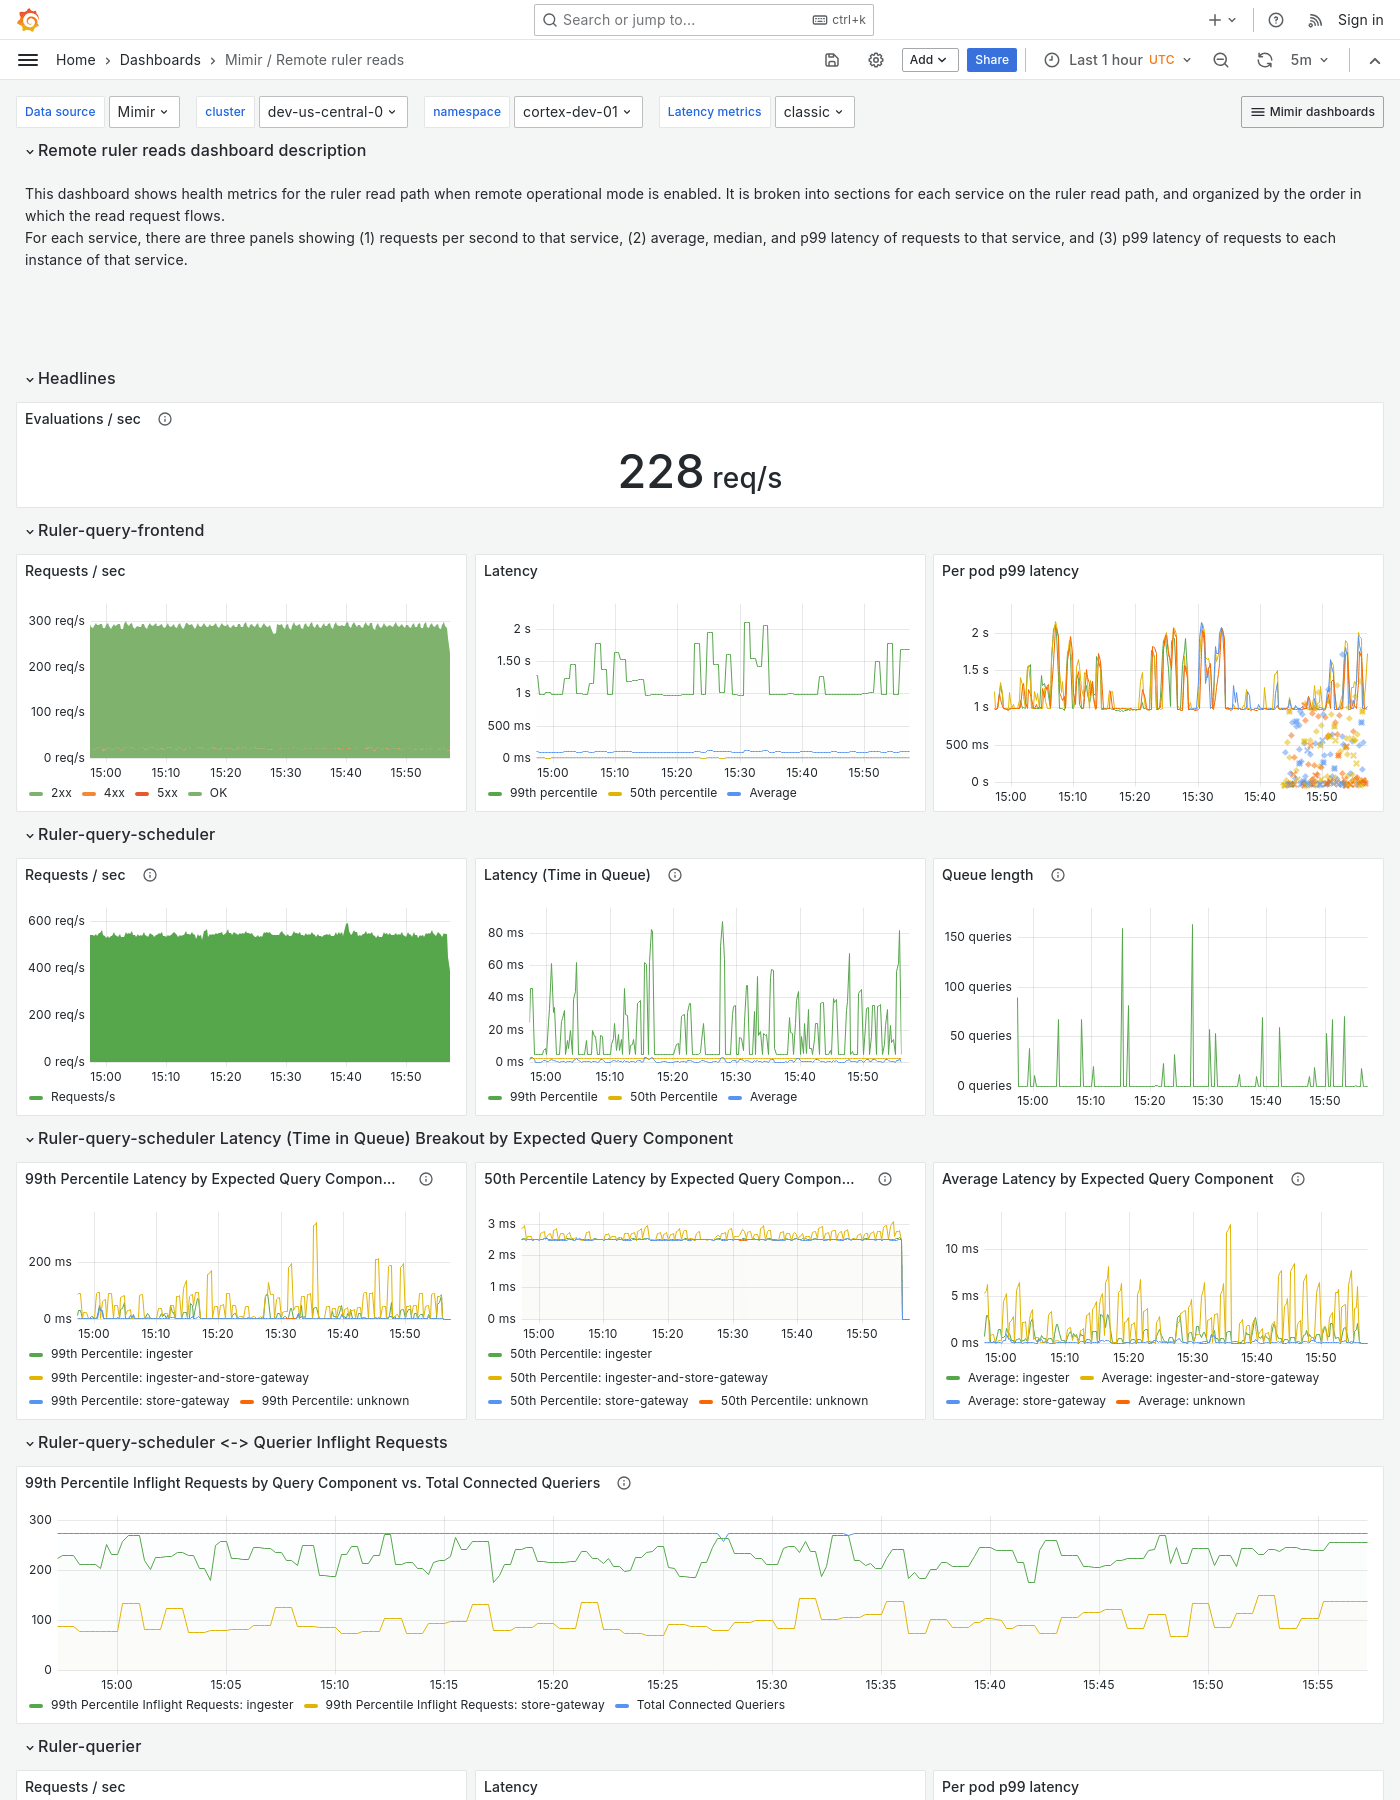 Search or jump to...
ctrl+k
Sign in
Home
Dashboards
Mimir / Remote ruler reads
Add
Share
Last 1 hour UTC
5m
Data source
Mimir
cluster
dev-us-central-0
namespace
cortex-dev-01
Latency metrics
classic
Mimir dashboards
Remote ruler reads dashboard description
This dashboard shows health metrics for the ruler read path when remote operational mode is enabled. It is broken into sections for each service on the ruler read path, and organized by the order in
which the read request flows.
For each service, there are three panels showing (1) requests per second to that service, (2) average, median, and p99 latency of requests to that service, and (3) p99 latency of requests to each
instance of that service.
Headlines
Evaluations / sec
228 req/s
Ruler-query-frontend
Requests / sec
300 req/s
200 req/s
100 req/s
0 req/s
15:00 15:10 15:20 15:30 15:40 15:50
2xx 4xx 5xx OK
Latency
2 s
1.50 s
1 s
500 ms
0 ms
15:00 15:10 15:20 15:30 15:40 15:50
99th percentile 50th percentile Average
Per pod p99 latency
2 s
1.5 s
1 s
500 ms
0 s
15:00 15:10 15:20 15:30 15:40 15:50
Ruler-query-scheduler
Requests / sec
600 req/s
400 req/s
200 req/s
0 req/s
15:00 15:10 15:20 15:30 15:40 15:50
Requests/s
Latency (Time in Queue)
80 ms
60 ms
40 ms
20 ms
0 ms
15:00 15:10 15:20 15:30 15:40 15:50
99th Percentile 50th Percentile Average
Queue length
150 queries
100 queries
50 queries
0 queries
15:00 15:10 15:20 15:30 15:40 15:50
Ruler-query-scheduler Latency (Time in Queue) Breakout by Expected Query Component
99th Percentile Latency by Expected Query Compon...
200 ms
0 ms
15:00 15:10 15:20 15:30 15:40 15:50
99th Percentile: ingester
99th Percentile: ingester-and-store-gateway
99th Percentile: store-gateway 99th Percentile: unknown
50th Percentile Latency by Expected Query Compon...
3 ms
2 ms
1 ms
0 ms
15:00 15:10 15:20 15:30 15:40 15:50
50th Percentile: ingester
50th Percentile: ingester-and-store-gateway
50th Percentile: store-gateway 50th Percentile: unknown
Average Latency by Expected Query Component
10 ms
5 ms
0 ms
15:00 15:10 15:20 15:30 15:40 15:50
Average: ingester Average: ingester-and-store-gateway
Average: store-gateway Average: unknown
Ruler-query-scheduler <-> Querier Inflight Requests
99th Percentile Inflight Requests by Query Component vs. Total Connected Queriers
300
200
100
0
15:00 15:05 15:10 15:15 15:20 15:25 15:30 15:35 15:40 15:45 15:50 15:55
99th Percentile Inflight Requests: ingester 99th Percentile Inflight Requests: store-gateway Total Connected Queriers
Ruler-querier
Requests / sec
Latency
Per pod p99 latency